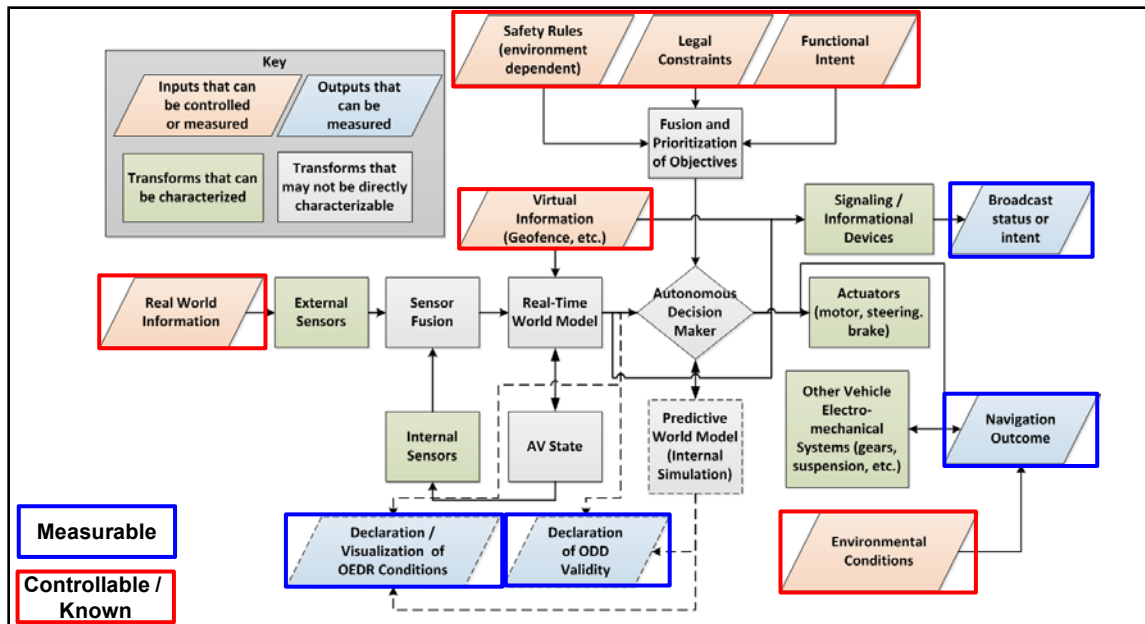 Key
Inputs that can
be controlled
or measured
Outputs that
can be
measured
Transforms that can
be characterized
Transforms that
may not be directly
characterizable
Safety Rules
(environment
dependent)
Legal
Constraints
Functional
Intent
Fusion and
Prioritization
of Objectives
Virtual
Information
(Geofence, etc.)
Signaling /
Informational
Devices
Broadcast
status or
intent
Real World
Information
External
Sensors
Sensor
Fusion
Real-Time
World Model
Autonomous
Decision
Maker
Actuators
(motor, steering.
brake)
Internal
Sensors
AV State
Predictive
World Model
(Internal
Simulation)
Other Vehicle
Electro-
mechanical
Systems (gears,
suspension, etc.)
Navigation
Outcome
Measurable
Declaration /
Visualization of
OEDR Conditions
Declaration
of ODD
Validity
Environmental
Conditions
Controllable /
Known